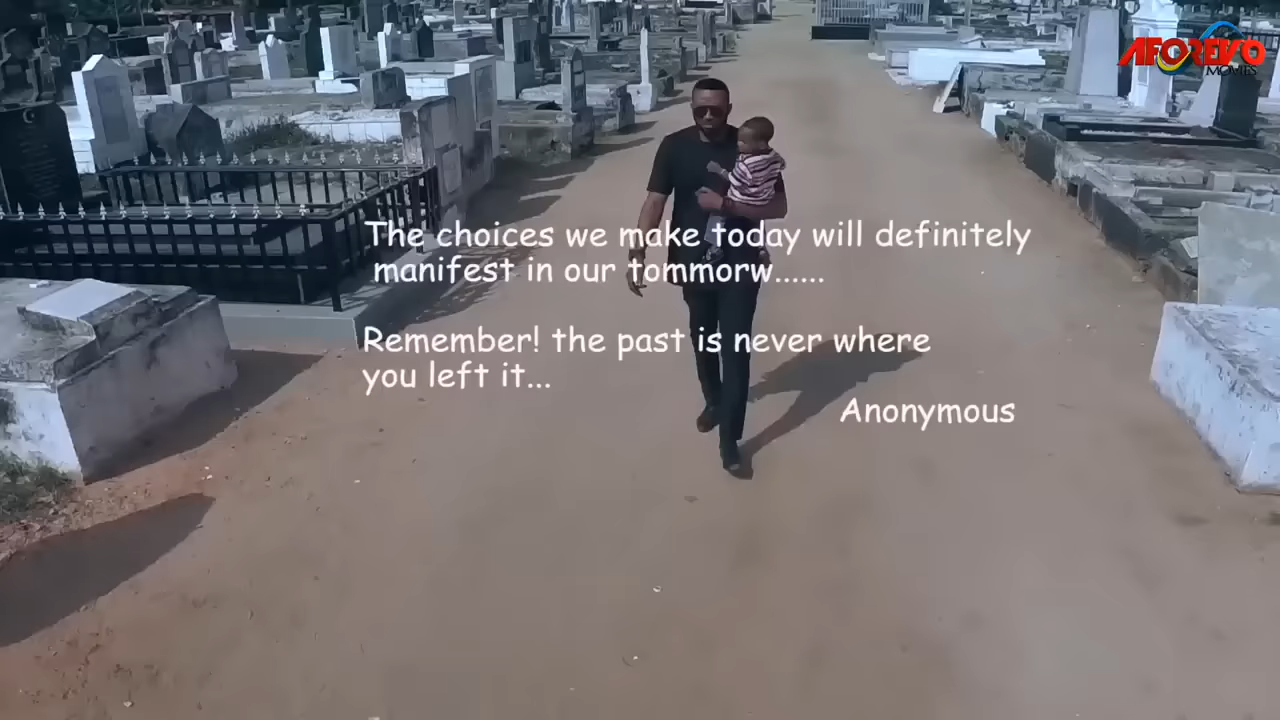 AFOREVO
MOVIES
The choices we make today will definitely
manifest in our tommorw......
Remember! the past is never where
you left it...
Anonymous